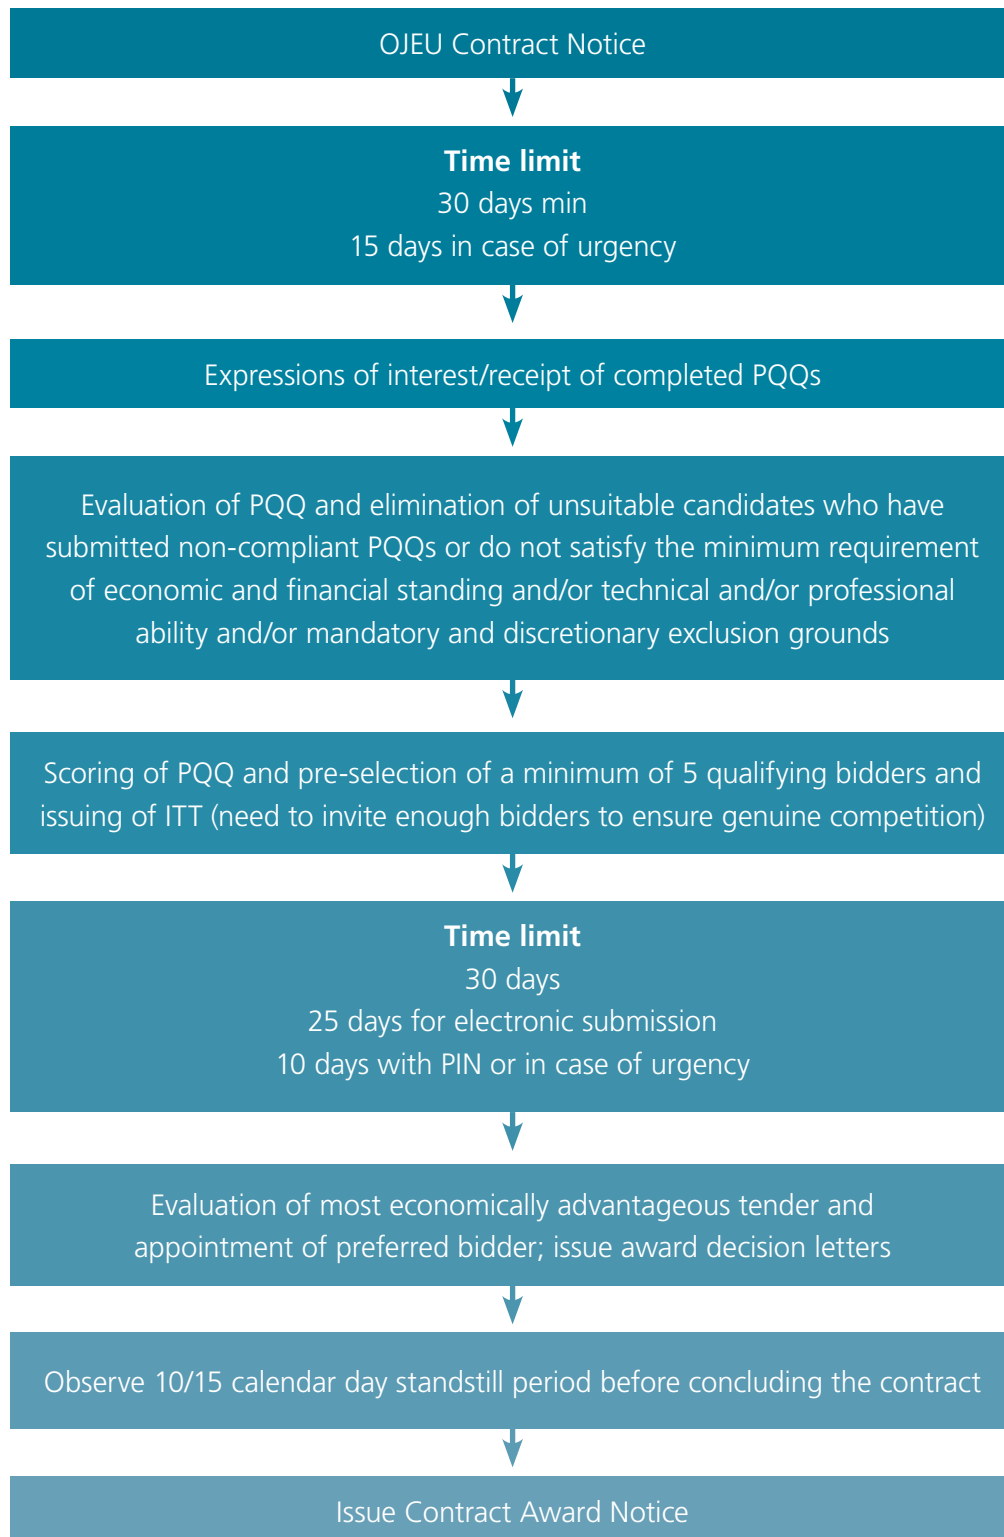 OJEU Contract Notice
Time limit
30 days min
15 days in case of urgency
Expressions of interest/receipt of completed PQQs
Evaluation of PQQ and elimination of unsuitable candidates who have
submitted non-compliant PQQs or do not satisfy the minimum requirement
of economic and financial standing and/or technical and/or professional
ability and/or mandatory and discretionary exclusion grounds
Scoring of PQQ and pre-selection of a minimum of 5 qualifying bidders and
issuing of ITT (need to invite enough bidders to ensure genuine competition)
Time limit
30 days
25 days for electronic submission
10 days with PIN or in case of urgency
Evaluation of most economically advantageous tender and
appointment of preferred bidder; issue award decision letters
Observe 10/15 calendar day standstill period before concluding the contract
Issue Contract Award Notice